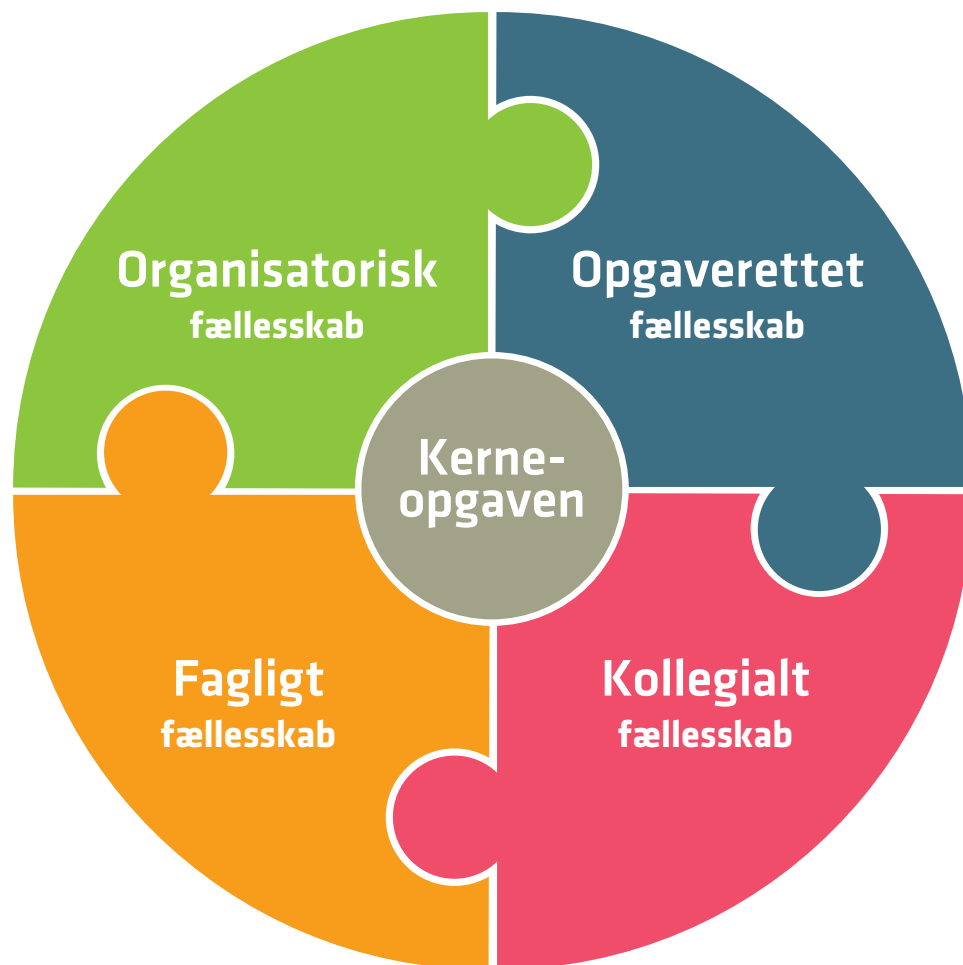 Organisatorisk
fællesskab
Opgaverettet
fællesskab
Kerne-
opgaven
Fagligt
fællesskab
Kollegialt
fællesskab